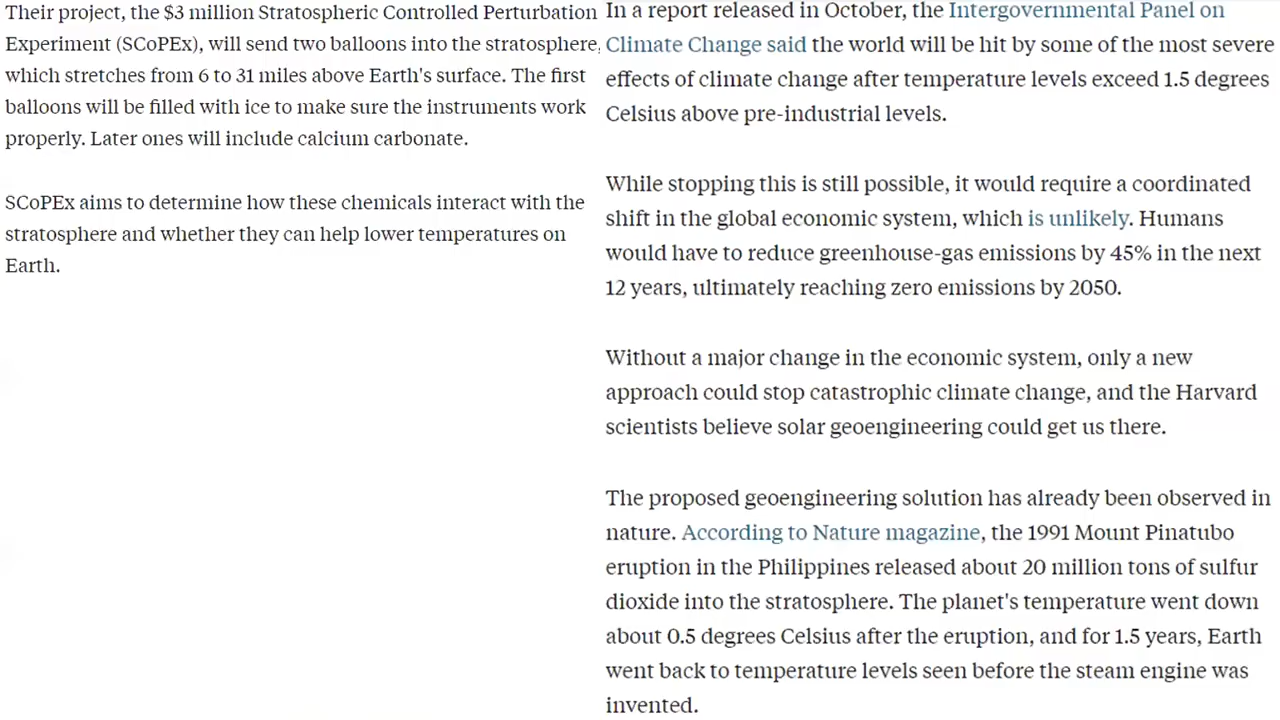 Their project, the $3 million Stratospheric Controlled Perturbation
Experiment (SCoPEx), will send two balloons into the stratosphere,
which stretches from 6 to 31 miles above Earth's surface. The first
balloons will be filled with ice to make sure the instruments work
properly. Later ones will include calcium carbonate.
SCoPEx aims to determine how these chemicals interact with the
stratosphere and whether they can help lower temperatures on
Earth.
In a report released in October, the Intergovernmental Panel on
Climate Change said the world will be hit by some of the most severe
effects of climate change after temperature levels exceed 1.5 degrees
Celsius above pre-industrial levels.
While stopping this is still possible, it would require a coordinated
shift in the global economic system, which is unlikely. Humans
would have to reduce greenhouse-gas emissions by 45% in the next
12 years, ultimately reaching zero emissions by 2050.
Without a major change in the economic system, only a new
approach could stop catastrophic climate change, and the Harvard
scientists believe solar geoengineering could get us there.
The proposed geoengineering solution has already been observed in
nature. According to Nature magazine, the 1991 Mount Pinatubo
eruption in the Philippines released about 20 million tons of sulfur
dioxide into the stratosphere. The planet's temperature went down
about 0.5 degrees Celsius after the eruption, and for 1.5 years, Earth
went back to temperature levels seen before the steam engine was
invented.